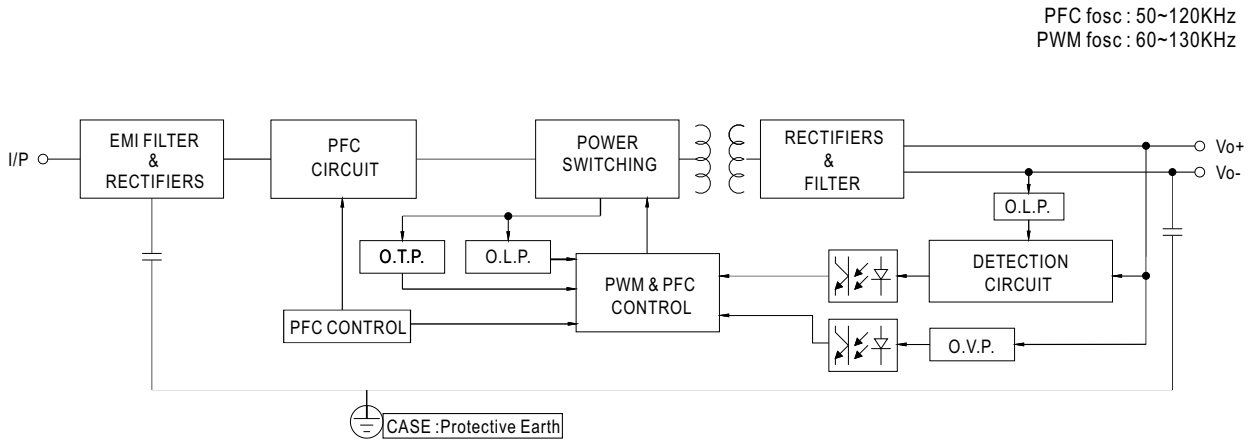 PFC fosc : 50~120KHz
PWM fosc : 60~130KHz
I/P
EMI FILTER
&
RECTIFIERS
PFC
CIRCUIT
POWER
SWITCHING
RECTIFIERS
&
FILTER
Vo+
Vo-
O.L.P.
O.T.P.
O.L.P.
PWM & PFC
CONTROL
DETECTION
CIRCUIT
PFC CONTROL
O.V.P.
CASE : Protective Earth